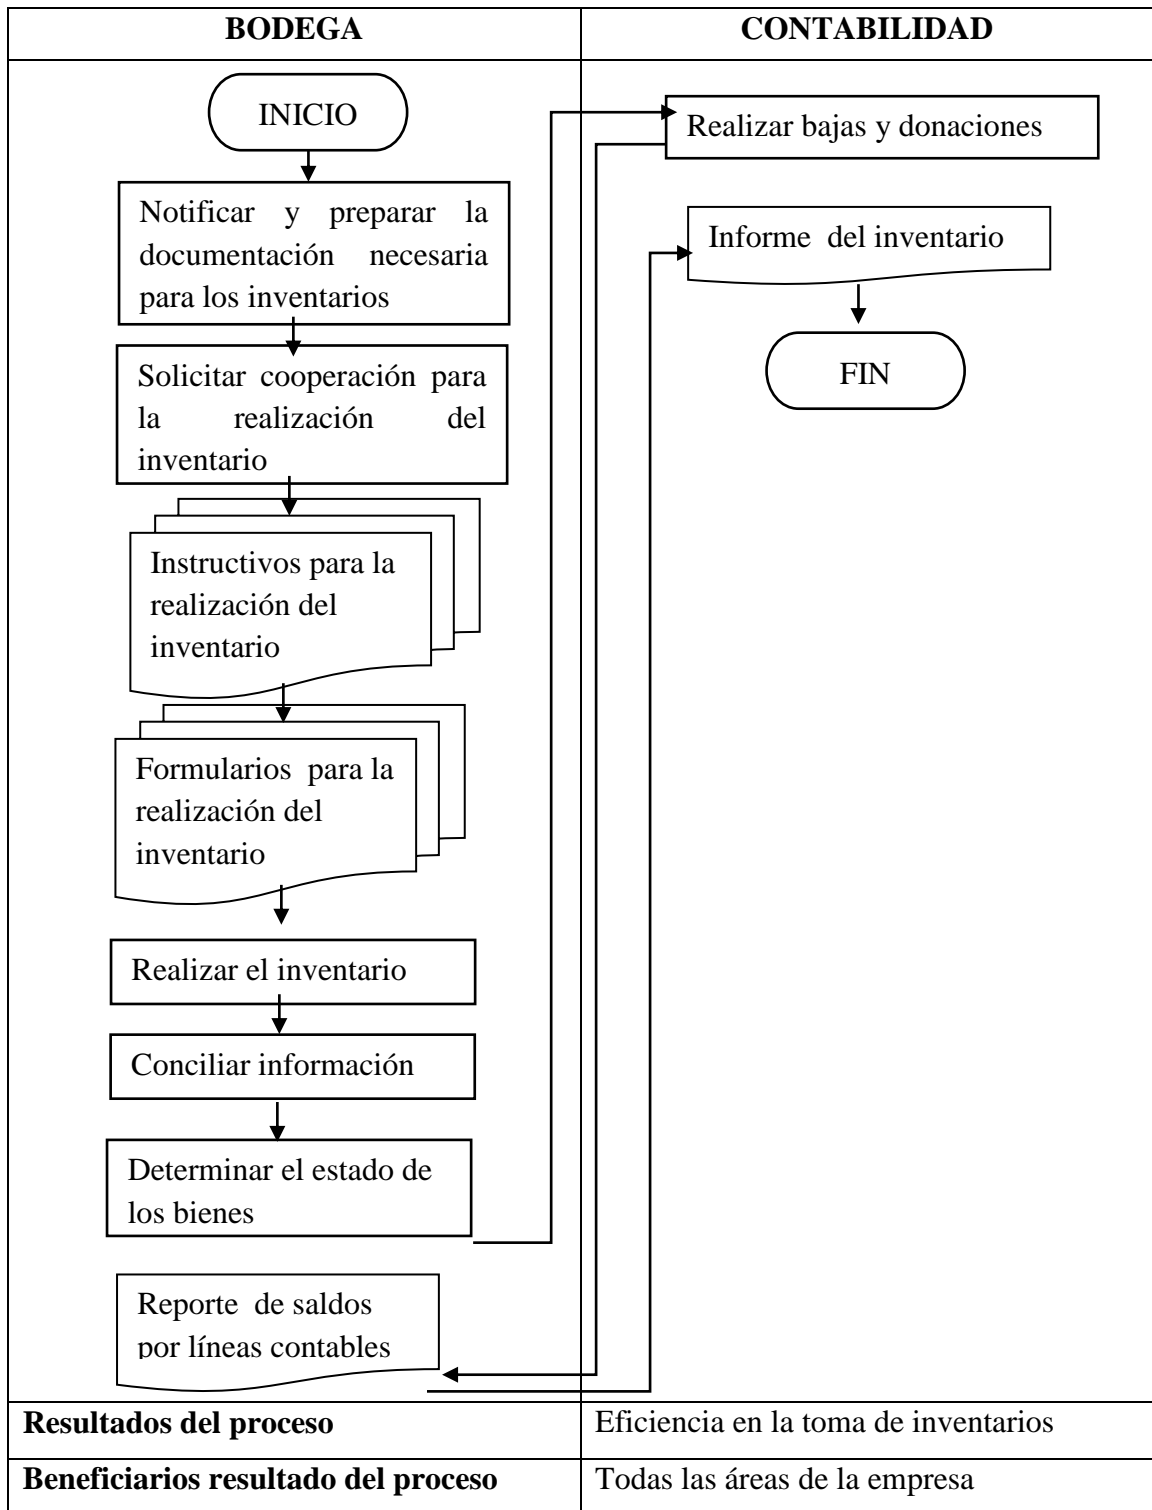 BODEGA
CONTABILIDAD
INICIO
Notificar y preparar la
documentación necesaria
para los inventarios
Solicitar cooperación para
la realización del
inventario
Instructivos para la
realización del
inventario
Formularios para la
realización del
inventario
Realizar el inventario
Conciliar información
Determinar el estado de
los bienes
Reporte de saldos
por líneas contables
Realizar bajas y donaciones
Informe del inventario
FIN
Resultados del proceso
Eficiencia en la toma de inventarios
Beneficiarios resultado del proceso
Todas las áreas de la empresa